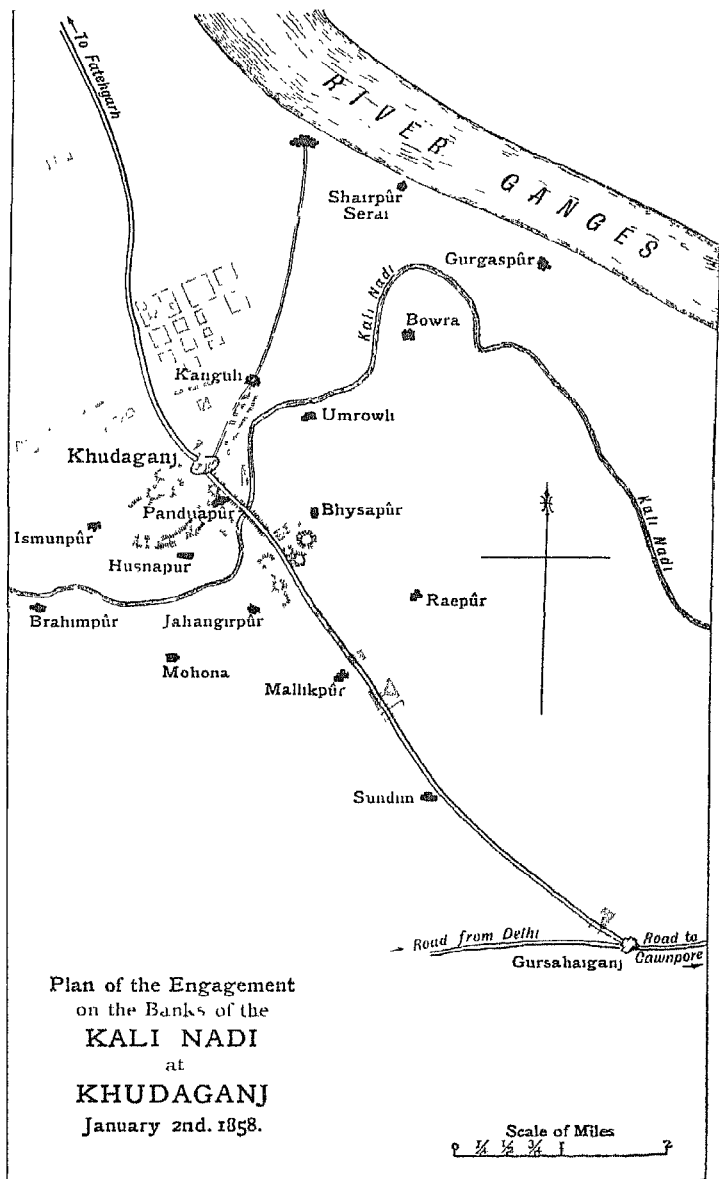 To Fatehgarh
RIVER GANGES
Shairpûr
Serai
Gurgaspûr
Kali Nadi
Bowra
Kanguli
Umrowli
Khudaganj
Panduapur
Bhysapûr
Kali Nadi
Ismunpûr
Husnapur
Brahimpûr
Jahangirpûr
Raepûr
Mohona
Mallikpûr
Road from Delhi
Road to
Cawnpore
Gursahaiganj
Plan of the Engagement
on the Banks of the
KALI NADI
at
KHUDAGANJ
January 2nd. 1858.
Scale of Miles
0 ¼ ½ ¾ 1 2